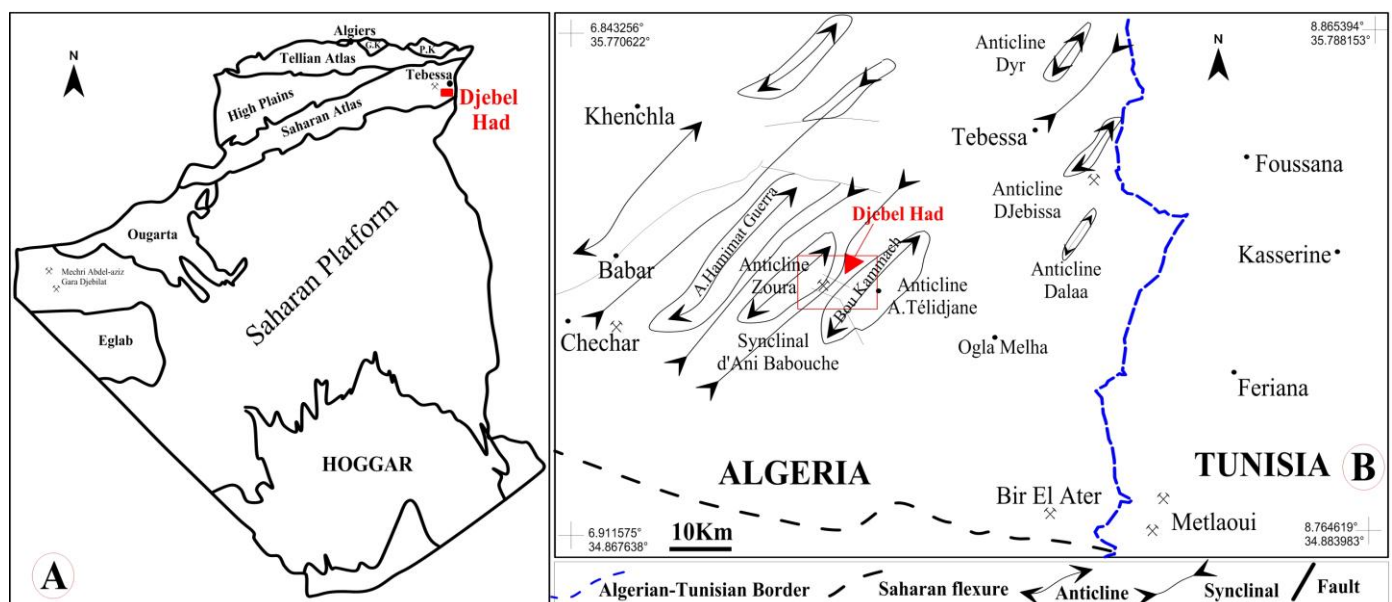 A
N
Algiers
G.K
P.K
Tellian Atlas
Tebessa
High Plains
Saharan Atlas
Djebel
Had
Saharan Platform
Ougarta
Mechri Abdel-aziz
Gara Djebilat
Eglab
HOGGAR
B
6.843256°
35.770622°
8.865394°
35.788153°
N
Anticline
Dyr
Khenchla
Tebessa
Foussana
Anticline
DJebissa
A.Hamimat Guerra
Djebel Had
Babar
Anticline
Zoura
Bou Kammach
Anticline
A.Télidjane
Kasserine
Anticline
Dalaa
Chechar
Synclinal
d'Ani Babouche
Ogla Melha
Feriana
ALGERIA
TUNISIA
Bir El Ater
Metlaoui
6.911575°
34.867638°
10Km
8.764619°
34.883983°
Algerian-Tunisian Border
Saharan flexure
Anticline
Synclinal
Fault